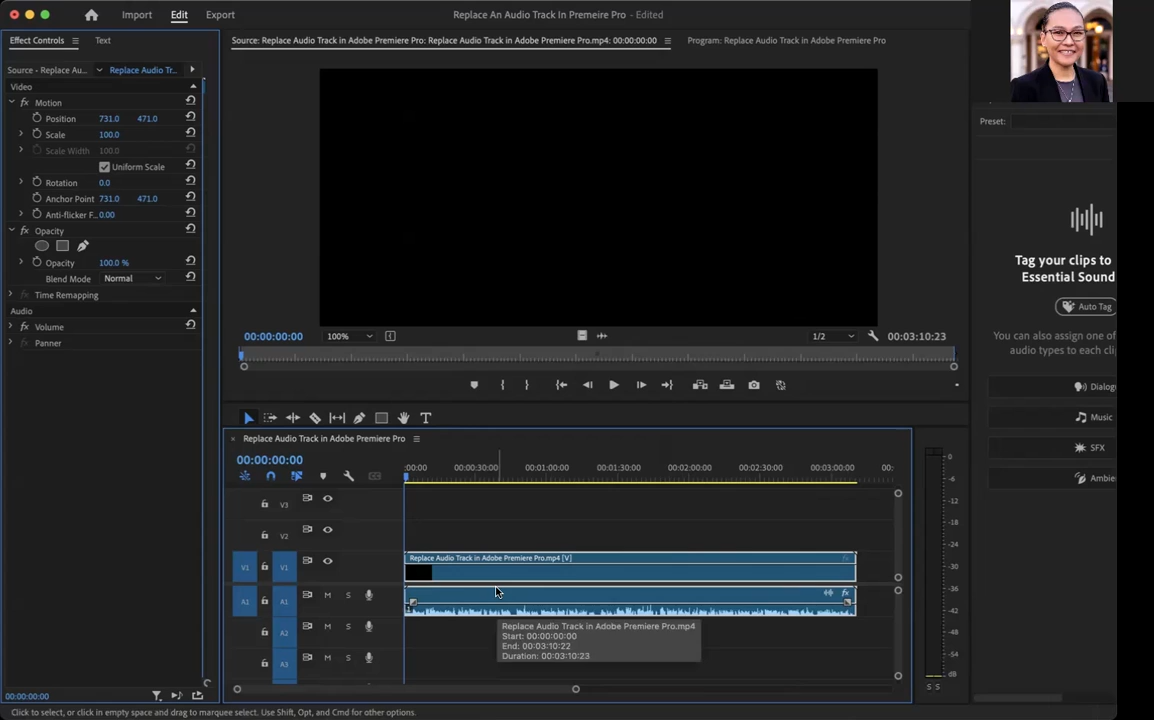 Import Edit Export Replace An Audio Track In Premeire Pro - Edited
Effect Controls Text Source: Replace Audio Track in Adobe Premiere Pro: Replace Audio Track in Adobe Premiere Pro.mp4: 00:00:00:00 Program: Replace Audio Track in Adobe Premiere Pro
Source - Replace Au... Replace Audio Tr...
Video
fx Motion
Position 731.0 471.0
Scale 100.0
Scale Width 100.0
Uniform Scale
Rotation 0.0
Anchor Point 731.0 471.0
Anti-flicker F... 0.00
fx Opacity
Opacity 100.0 %
Blend Mode Normal
fx Time Remapping
Audio
fx Volume
Panner
00:00:00:00 100% 1/2 00:03:10:23
Preset:
Tag your clips to
Essential Sound
Auto Tag
You can also assign one of
audio types to each cli
Dialog
Music
SFX
Ambie
Replace Audio Track in Adobe Premiere Pro
00:00:00:00
:00:00 00:00:30:00 00:01:00:00 00:01:30:00 00:02:00:00 00:02:30:00 00:03:00:00 00:
V3
V2
V1 V1 Replace Audio Track in Adobe Premiere Pro.mp4 [V] fx
A1 A1 M S fx
A2 M S
A3 M S
Replace Audio Track in Adobe Premiere Pro.mp4
Start: 00:00:00:00
End: 00:03:10:22
Duration: 00:03:10:23
0
-6
-12
-18
-24
-30
-36
-42
-48
-54
dB
S S
00:00:00:00
Click to select, or click in empty space and drag to marquee select. Use Shift, Opt, and Cmd for other options.